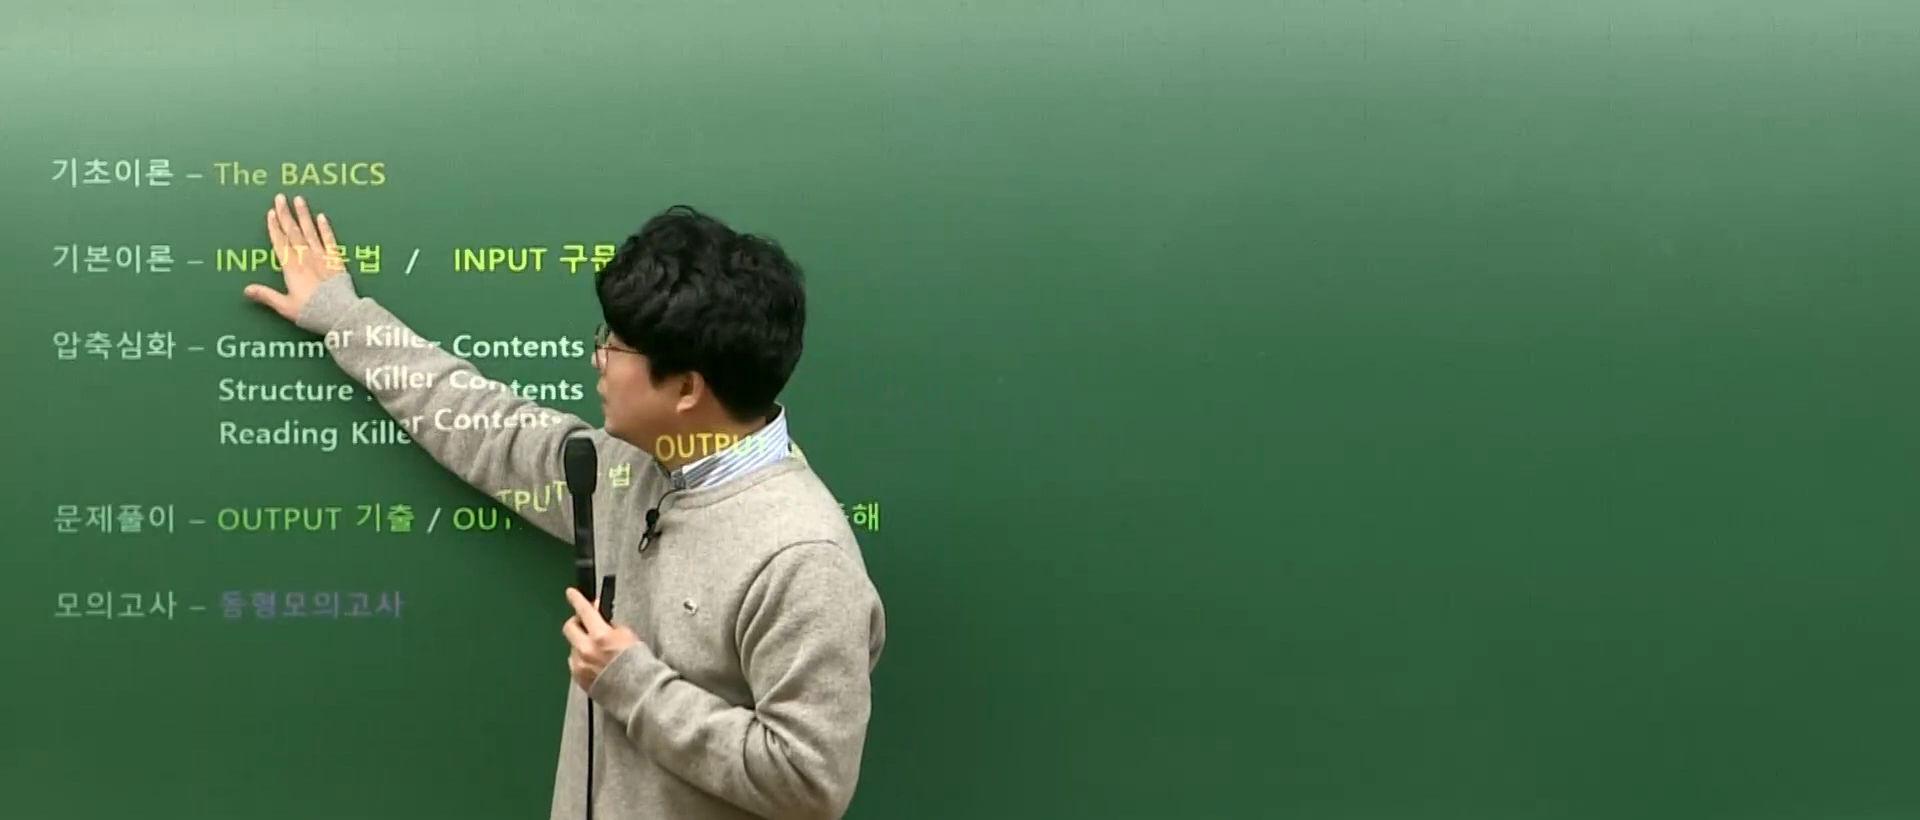 기초이론 – The BASICS
기본이론 – INPUT 문법 / INPUT 구문
압축심화 – Grammar Killer Contents
Structure Killer Contents
Reading Killer Contents
문제풀이 – OUTPUT 기출 / OUTPUT 법 OUTPUT 독해
모의고사 – 동형모의고사